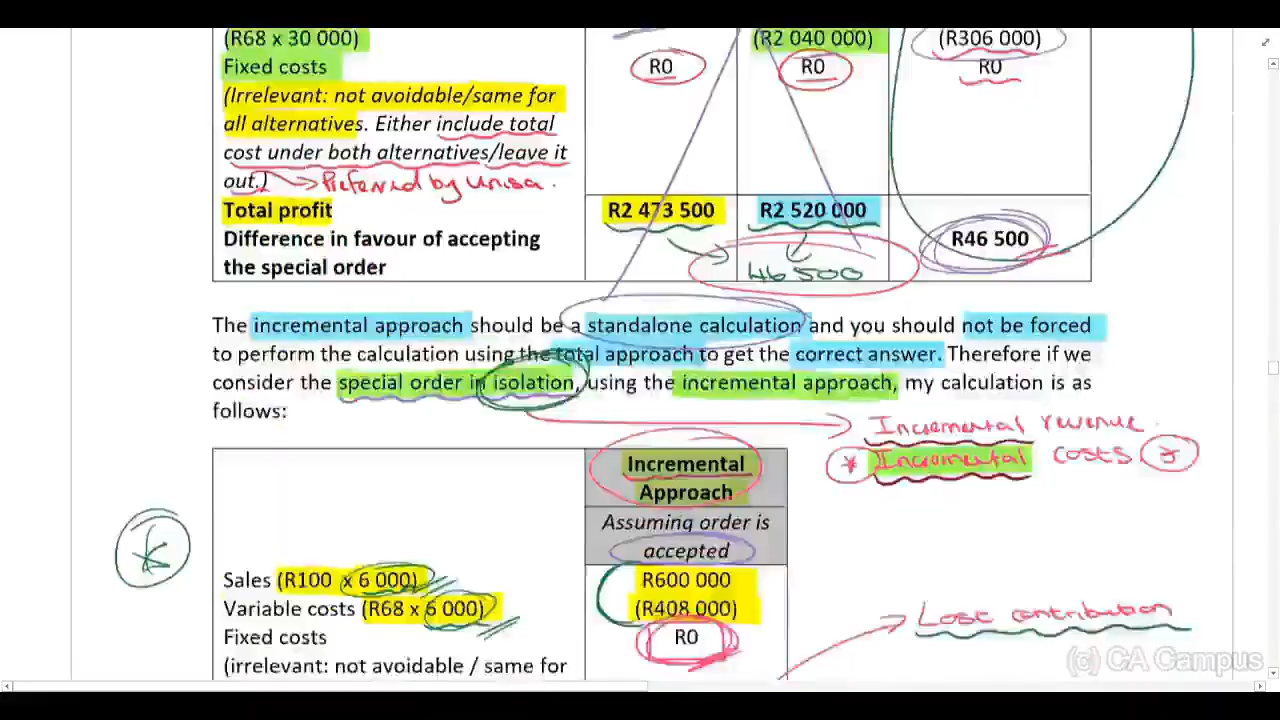 (R68 x 30 000) (R2 040 000) (R306 000)
Fixed costs R0 R0 R0
(Irrelevant: not avoidable/same for
all alternatives. Either include total
cost under both alternatives/leave it
out.) Preferred by Unisa.
Total profit R2 473 500 R2 520 000
Difference in favour of accepting R46 500
the special order 46 500
The incremental approach should be a standalone calculation and you should not be forced
to perform the calculation using the total approach to get the correct answer. Therefore if we
consider the special order in isolation, using the incremental approach, my calculation is as
follows:
Incremental revenue.
* Incremental costs *
Incremental
Approach
Assuming order is
accepted
Sales (R100 x 6 000) R600 000
Variable costs (R68 x 6 000) (R408 000)
Lost contribution
Fixed costs R0
(irrelevant: not avoidable / same for
(c) CA Campus